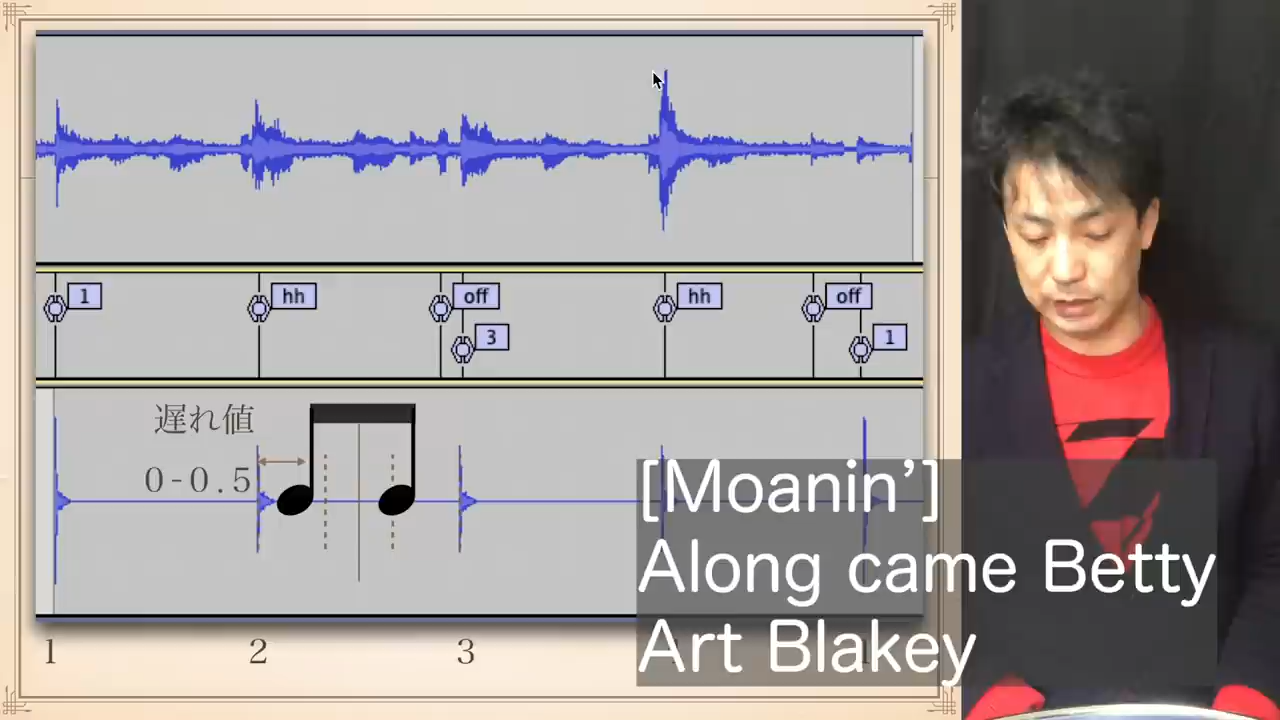 1
hh
off
3
hh
off
1
遅れ値
0-0.5
[Moanin’]
Along came Betty
Art Blakey
1
2
3